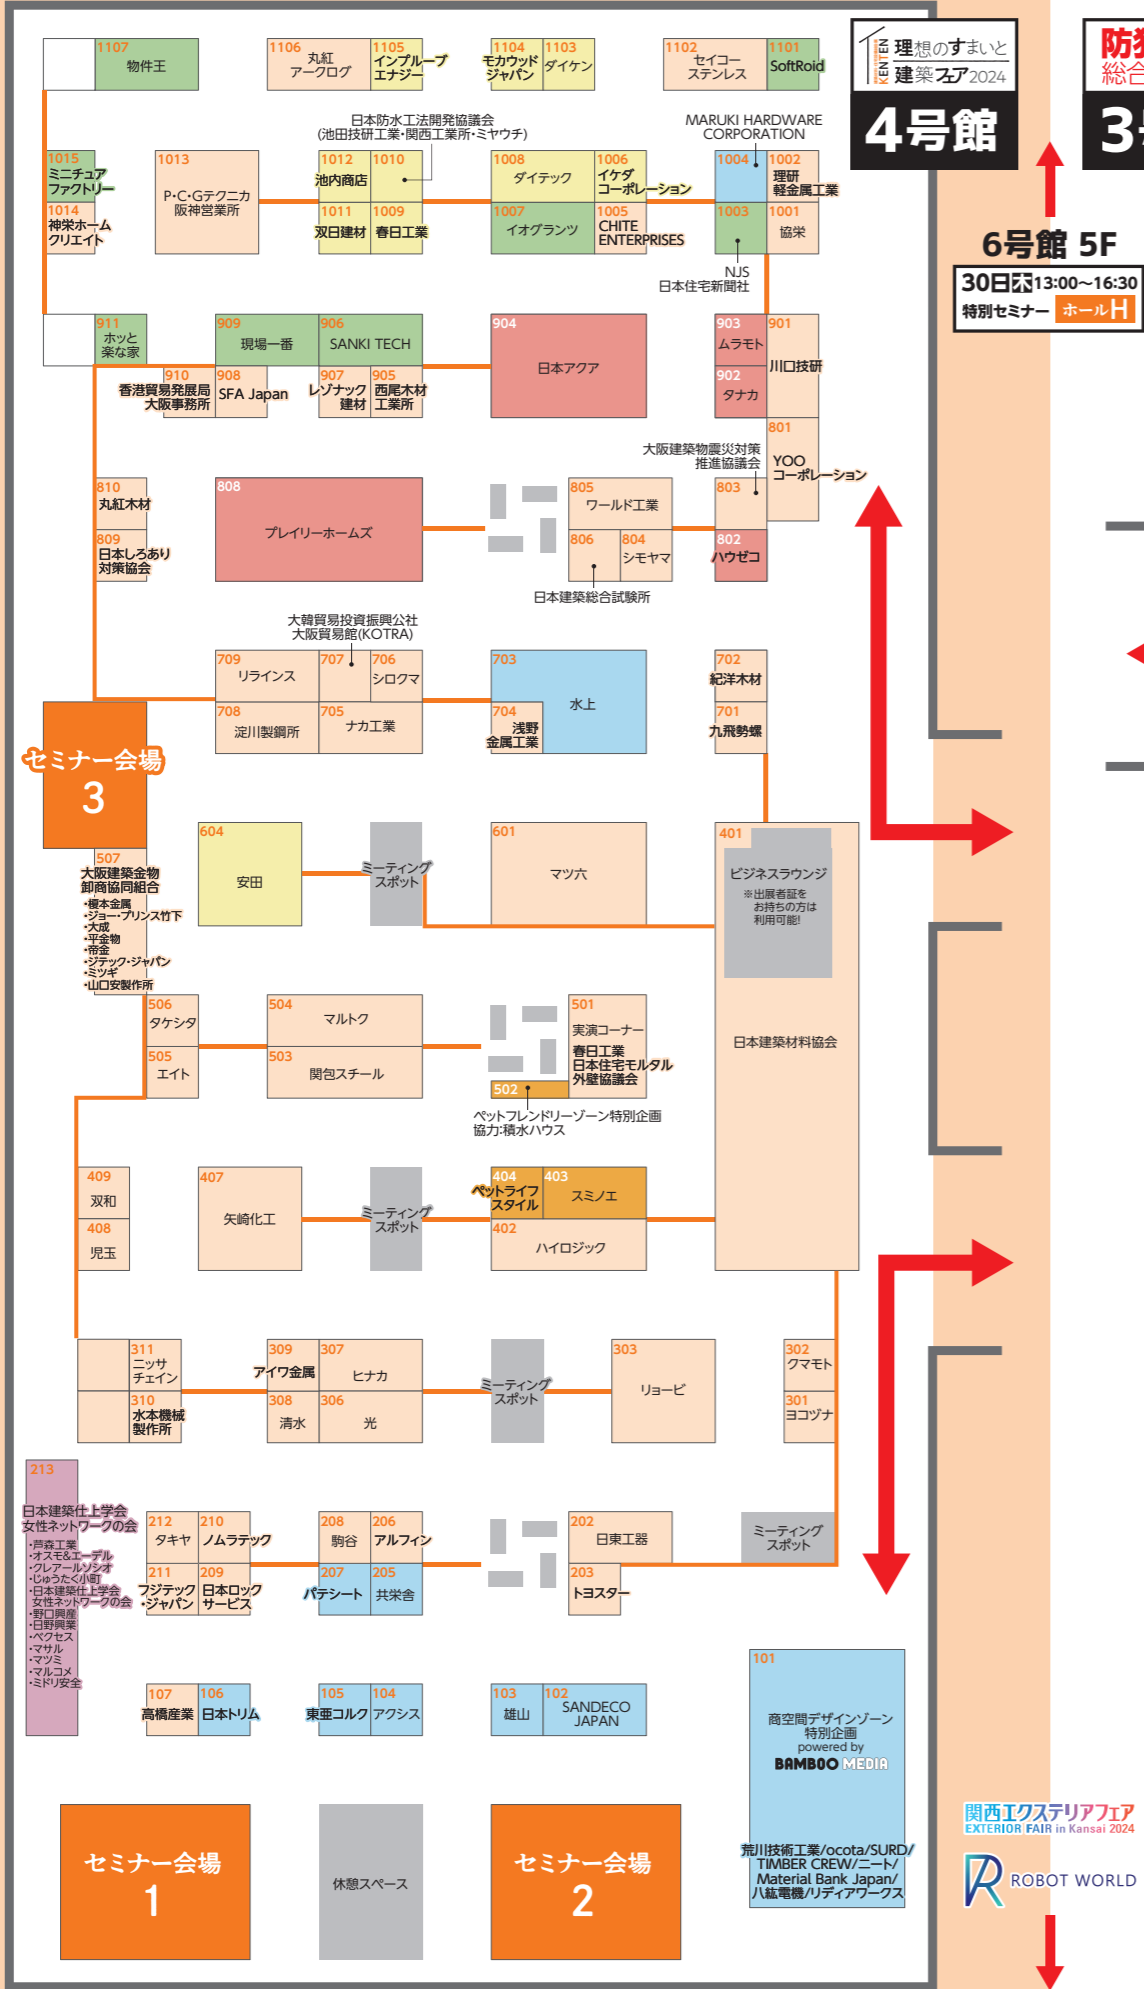 KENTEN
理想のすまいと
建築フェア2024
4号館
防犯
総合
3号
6号館 5F
30日木13:00〜16:30
特別セミナー ホールH
1107
物件王
1106
丸紅
アークログ
1105
インプルーブ
エナジー
1104
モカウッド
ジャパン
1103
ダイケン
1102
セイコー
ステンレス
1101
SoftRoid
日本防水工法開発協議会
(池田技研工業・関西工業所・ミヤウチ)
MARUKI HARDWARE
CORPORATION
1015
ミニチュア
ファクトリー
1014
神栄ホーム
クリエイト
1013
P・C・Gテクニカ
阪神営業所
1012
池内商店
1010
1011
双日建材
1009
春日工業
1008
ダイテック
1006
イケダ
コーポレーション
1007
イオグランツ
1005
CHITE
ENTERPRISES
1004
1002
理研
軽金属工業
1003
1001
協栄
NJS
日本住宅新聞社
911
ホッと
楽な家
909
現場一番
906
SANKI TECH
910
香港貿易発展局
大阪事務所
908
SFA Japan
907
レゾナック
建材
905
西尾木材
工業所
904
日本アクア
903
ムラモト
902
タナカ
901
川口技研
801
YOO
コーポレーション
大阪建築物震災対策
推進協議会
810
丸紅木材
809
日本しろあり
対策協会
808
プレイリーホームズ
805
ワールド工業
806
804
シモヤマ
日本建築総合試験所
803
802
ハウゼコ
大韓貿易投資振興公社
大阪貿易館(KOTRA)
709
リラインス
707
706
シロクマ
708
淀川製鋼所
705
ナカ工業
703
水上
704
浅野
金属工業
702
紀洋木材
701
九飛勢螺
セミナー会場
3
507
大阪建築金物
卸商協同組合
・榎本金属
・ジョー・プリンス竹下
・大成
・平金物
・帝金
・ジテック・ジャパン
・ミツギ
・山口安製作所
604
安田
ミーティング
スポット
601
マツ六
401
ビジネスラウンジ
※出展者証を
お持ちの方は
利用可能!
日本建築材料協会
506
タケシタ
505
エイト
504
マルトク
503
関包スチール
501
実演コーナー
春日工業
日本住宅モルタル
外壁協議会
502
ペットフレンドリーゾーン特別企画
協力:積水ハウス
409
双和
408
児玉
407
矢崎化工
ミーティング
スポット
404
ペットライフ
スタイル
403
スミノエ
402
ハイロジック
311
ニッサ
チェイン
310
水本機械
製作所
309
アイワ金属
307
ヒナカ
308
清水
306
光
ミーティング
スポット
303
リョービ
302
クマモト
301
ヨコヅナ
213
日本建築仕上学会
女性ネットワークの会
・芦森工業
・オスモ&エーデル
・クレアールソシオ
・じゅうたく小町
・日本建築仕上学会
女性ネットワークの会
・野口興産
・日野興業
・ベクセス
・マサル
・マツミ
・マルコメ
・ミドリ安全
212
タキヤ
210
ノムラテック
211
フジテック
・ジャパン
209
日本ロック
サービス
208
駒谷
206
アルフィン
207
パテシート
205
共栄舎
202
日東工器
203
トヨスター
ミーティング
スポット
107
高橋産業
106
日本トリム
105
東亜コルク
104
アクシス
103
雄山
102
SANDECO
JAPAN
101
商空間デザインゾーン
特別企画
powered by
BAMBOO MEDIA
荒川技術工業/ocota/SURD/
TIMBER CREW/ニート/
Material Bank Japan/
八紘電機/リディアワークス
セミナー会場
1
休憩スペース
セミナー会場
2
関西エクステリアフェア
EXTERIOR FAIR in Kansai 2024
ROBOT WORLD